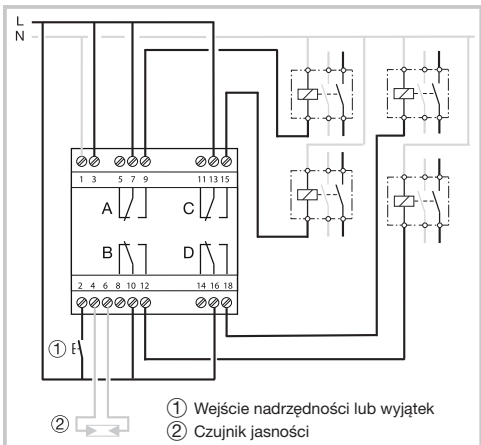 L
N
1 3 5 7 9 11 13 15
A C
B D
2 4 6 8 10 12 14 16 18
1
2
1 Wejście nadrzędności lub wyjątek
2 Czujnik jasności